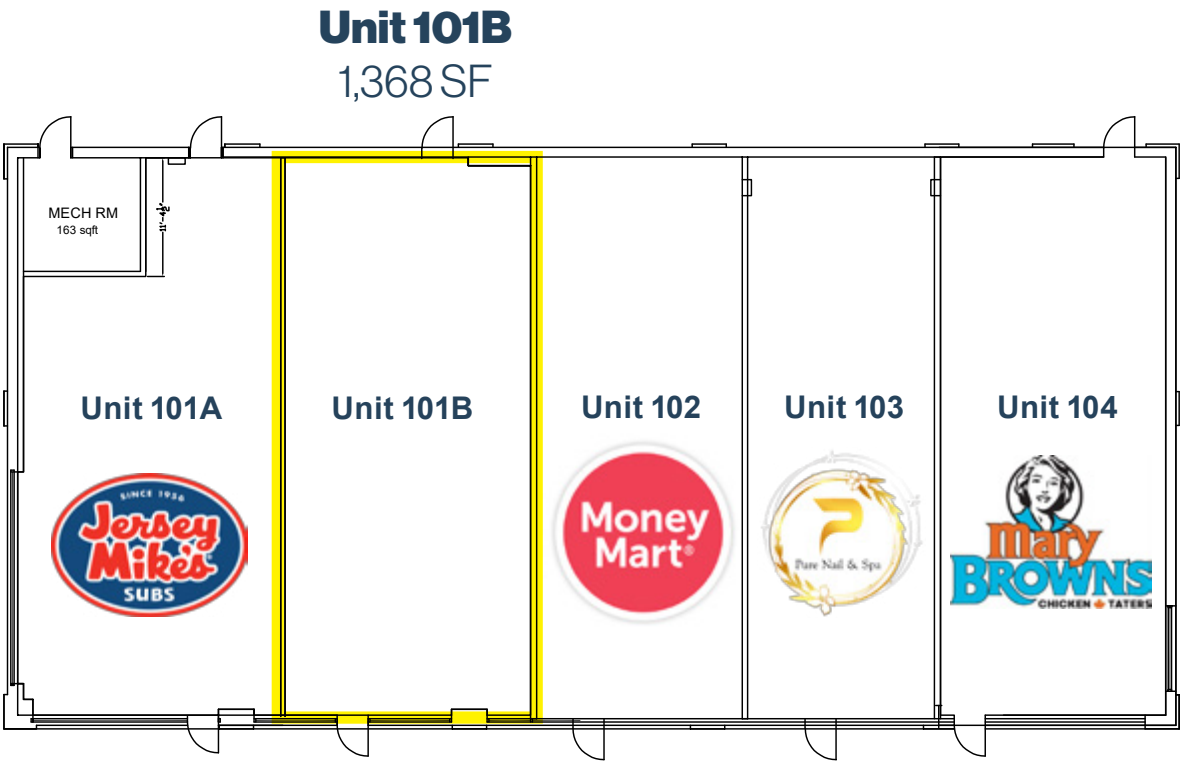 Unit 101B
1,368 SF
MECH RM
163 sqft
11'-4½"
Unit 101A
Unit 101B
Unit 102
Unit 103
Unit 104
SINCE 1956
Jersey
Mike's
SUBS
Money
Mart®
P
Pure Nail & Spa
Mary
BROWN'S
CHICKEN TATERS